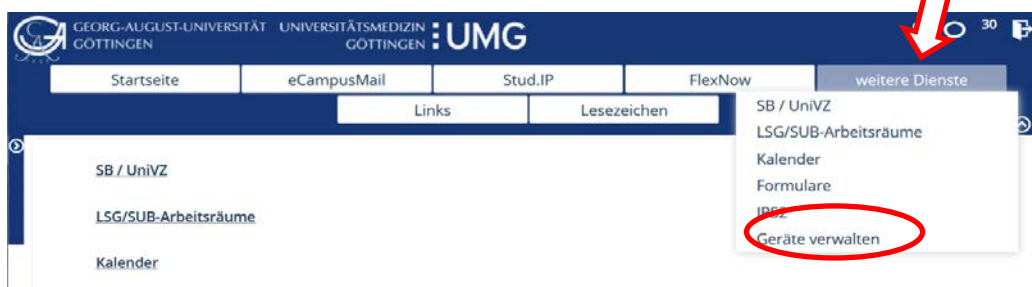 GEORG-AUGUST-UNIVERSITÄT UNIVERSITÄTSMEDIZIN
GÖTTINGEN GÖTTINGEN : UMG
30
Startseite eCampusMail Stud.IP FlexNow weitere Dienste
Links Lesezeichen
SB / UniVZ
LSG/SUB-Arbeitsräume
Kalender
Formulare
IPS2
Geräte verwalten
SB / UniVZ
LSG/SUB-Arbeitsräume
Kalender